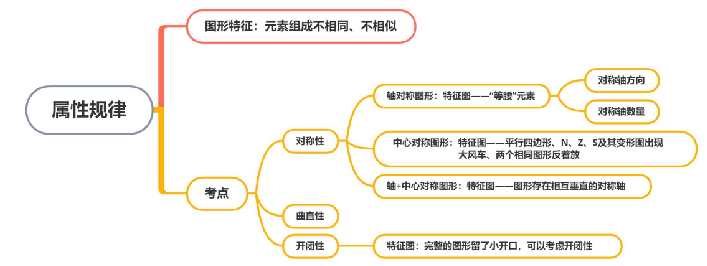 图形特征：元素组成不相同、不相似
属性规律
轴对称图形：特征图——“等腰”元素
对称轴方向
对称轴数量
对称性
中心对称图形：特征图——平行四边形、N、Z、S及其变形图出现
大风车、两个相同图形反着放
轴+中心对称图形：特征图——图形存在相互垂直的对称轴
考点
曲直性
开闭性
特征图：完整的图形留了小开口，可以考虑开闭性